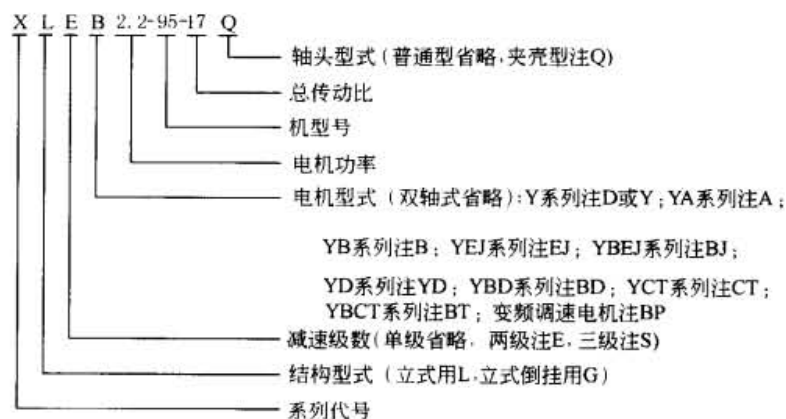 X L E B 2.2-95-17 Q
轴头型式(普通型省略,夹壳型注Q)
总传动比
机型号
电机功率
电机型式(双轴式省略):Y系列注D或Y;YA系列注A;
YB系列注B;YEJ系列注EJ;YBEJ系列注BJ;
YD系列注YD;YBD系列注BD;YCT系列注CT;
YBCT系列注BT;变频调速电机注BP
减速级数(单级省略,两级注E,三级注S)
结构型式(立式用L,立式倒挂用G)
系列代号